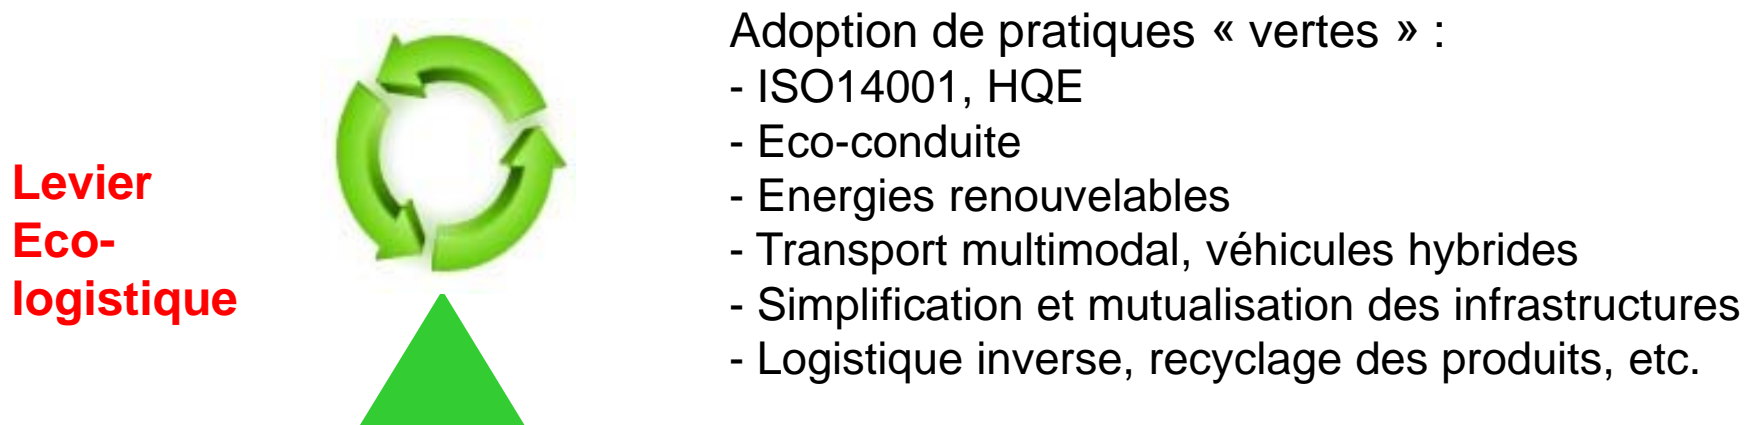 Levier
Eco-
logistique
Adoption de pratiques « vertes » :
- ISO14001, HQE
- Eco-conduite
- Energies renouvelables
- Transport multimodal, véhicules hybrides
- Simplification et mutualisation des infrastructures
- Logistique inverse, recyclage des produits, etc.